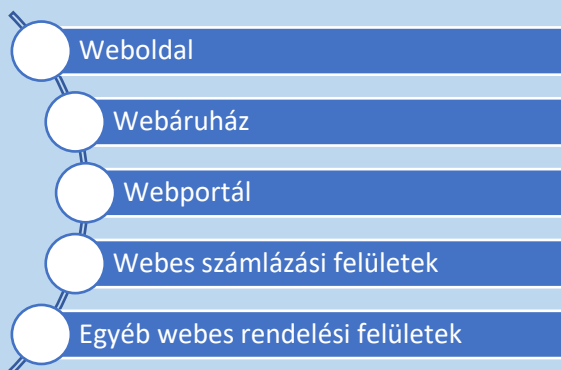 Weboldal
Webáruház
Webportál
Webes számlázási felületek
Egyéb webes rendelési felületek